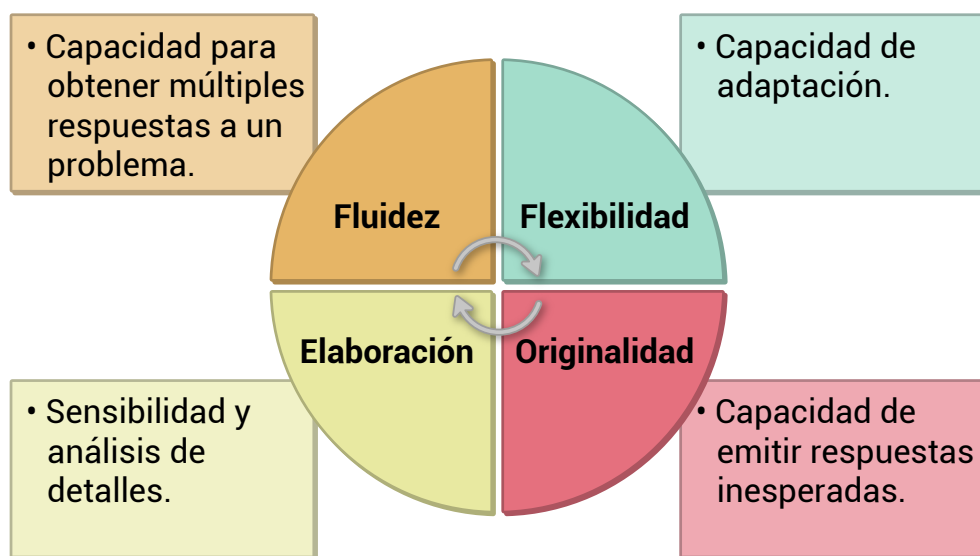 • Capacidad para
obtener múltiples
respuestas a un
problema.
• Capacidad de
adaptación.
Fluidez
Flexibilidad
Elaboración
Originalidad
• Sensibilidad y
análisis de
detalles.
• Capacidad de
emitir respuestas
inesperadas.